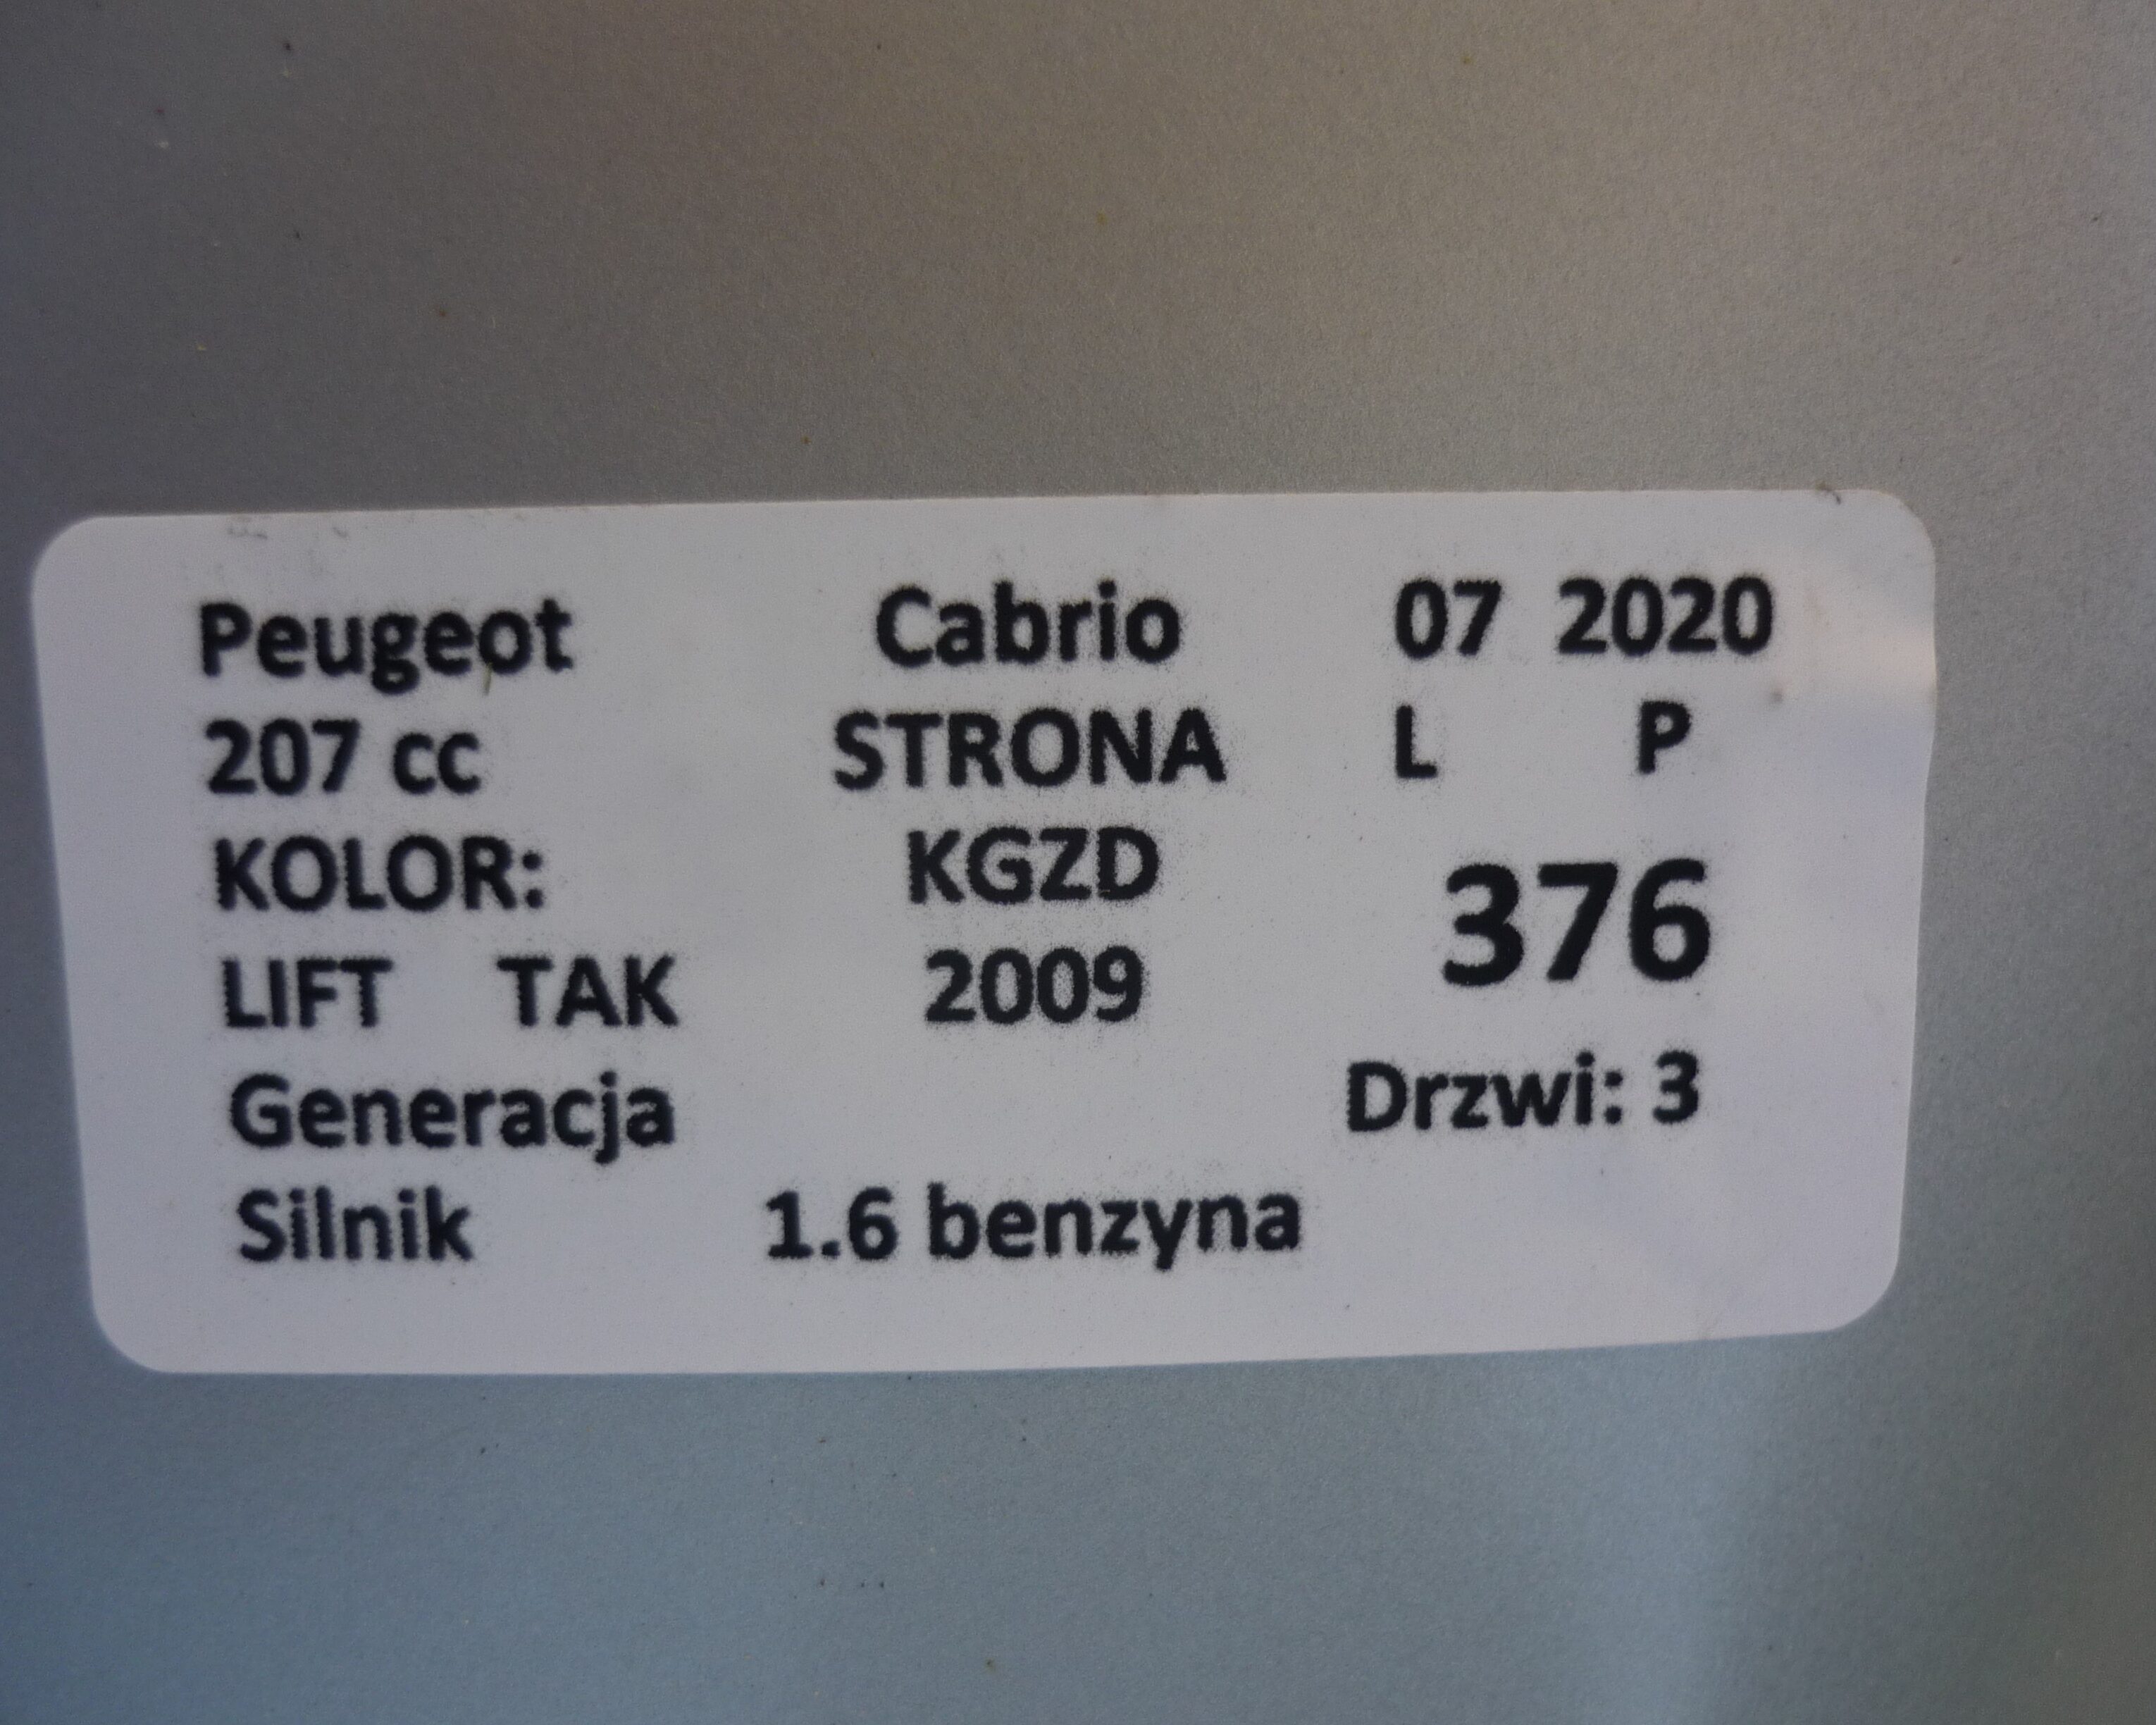 Peugeot Cabrio 07 2020
207 cc STRONA L P
KOLOR: KGZD 376
LIFT TAK 2009
Generacja Drzwi: 3
Silnik 1.6 benzyna